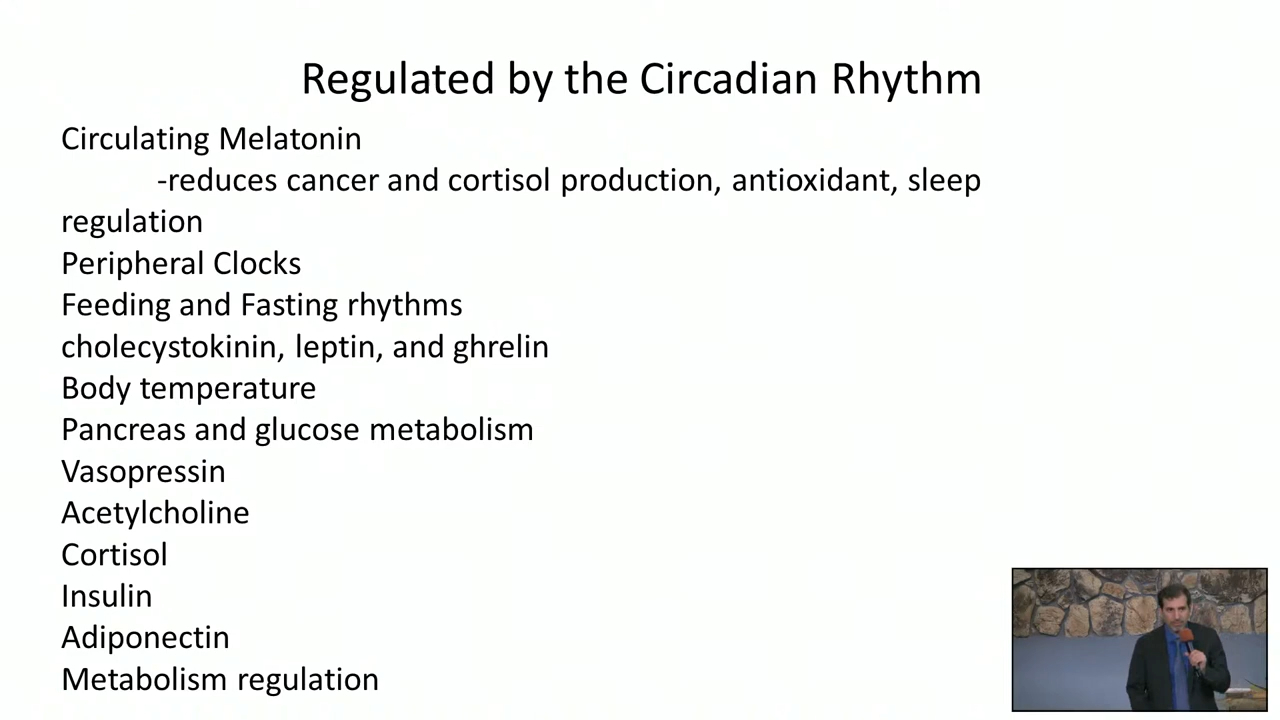 Regulated by the Circadian Rhythm
Circulating Melatonin
-reduces cancer and cortisol production, antioxidant, sleep
regulation
Peripheral Clocks
Feeding and Fasting rhythms
cholecystokinin, leptin, and ghrelin
Body temperature
Pancreas and glucose metabolism
Vasopressin
Acetylcholine
Cortisol
Insulin
Adiponectin
Metabolism regulation